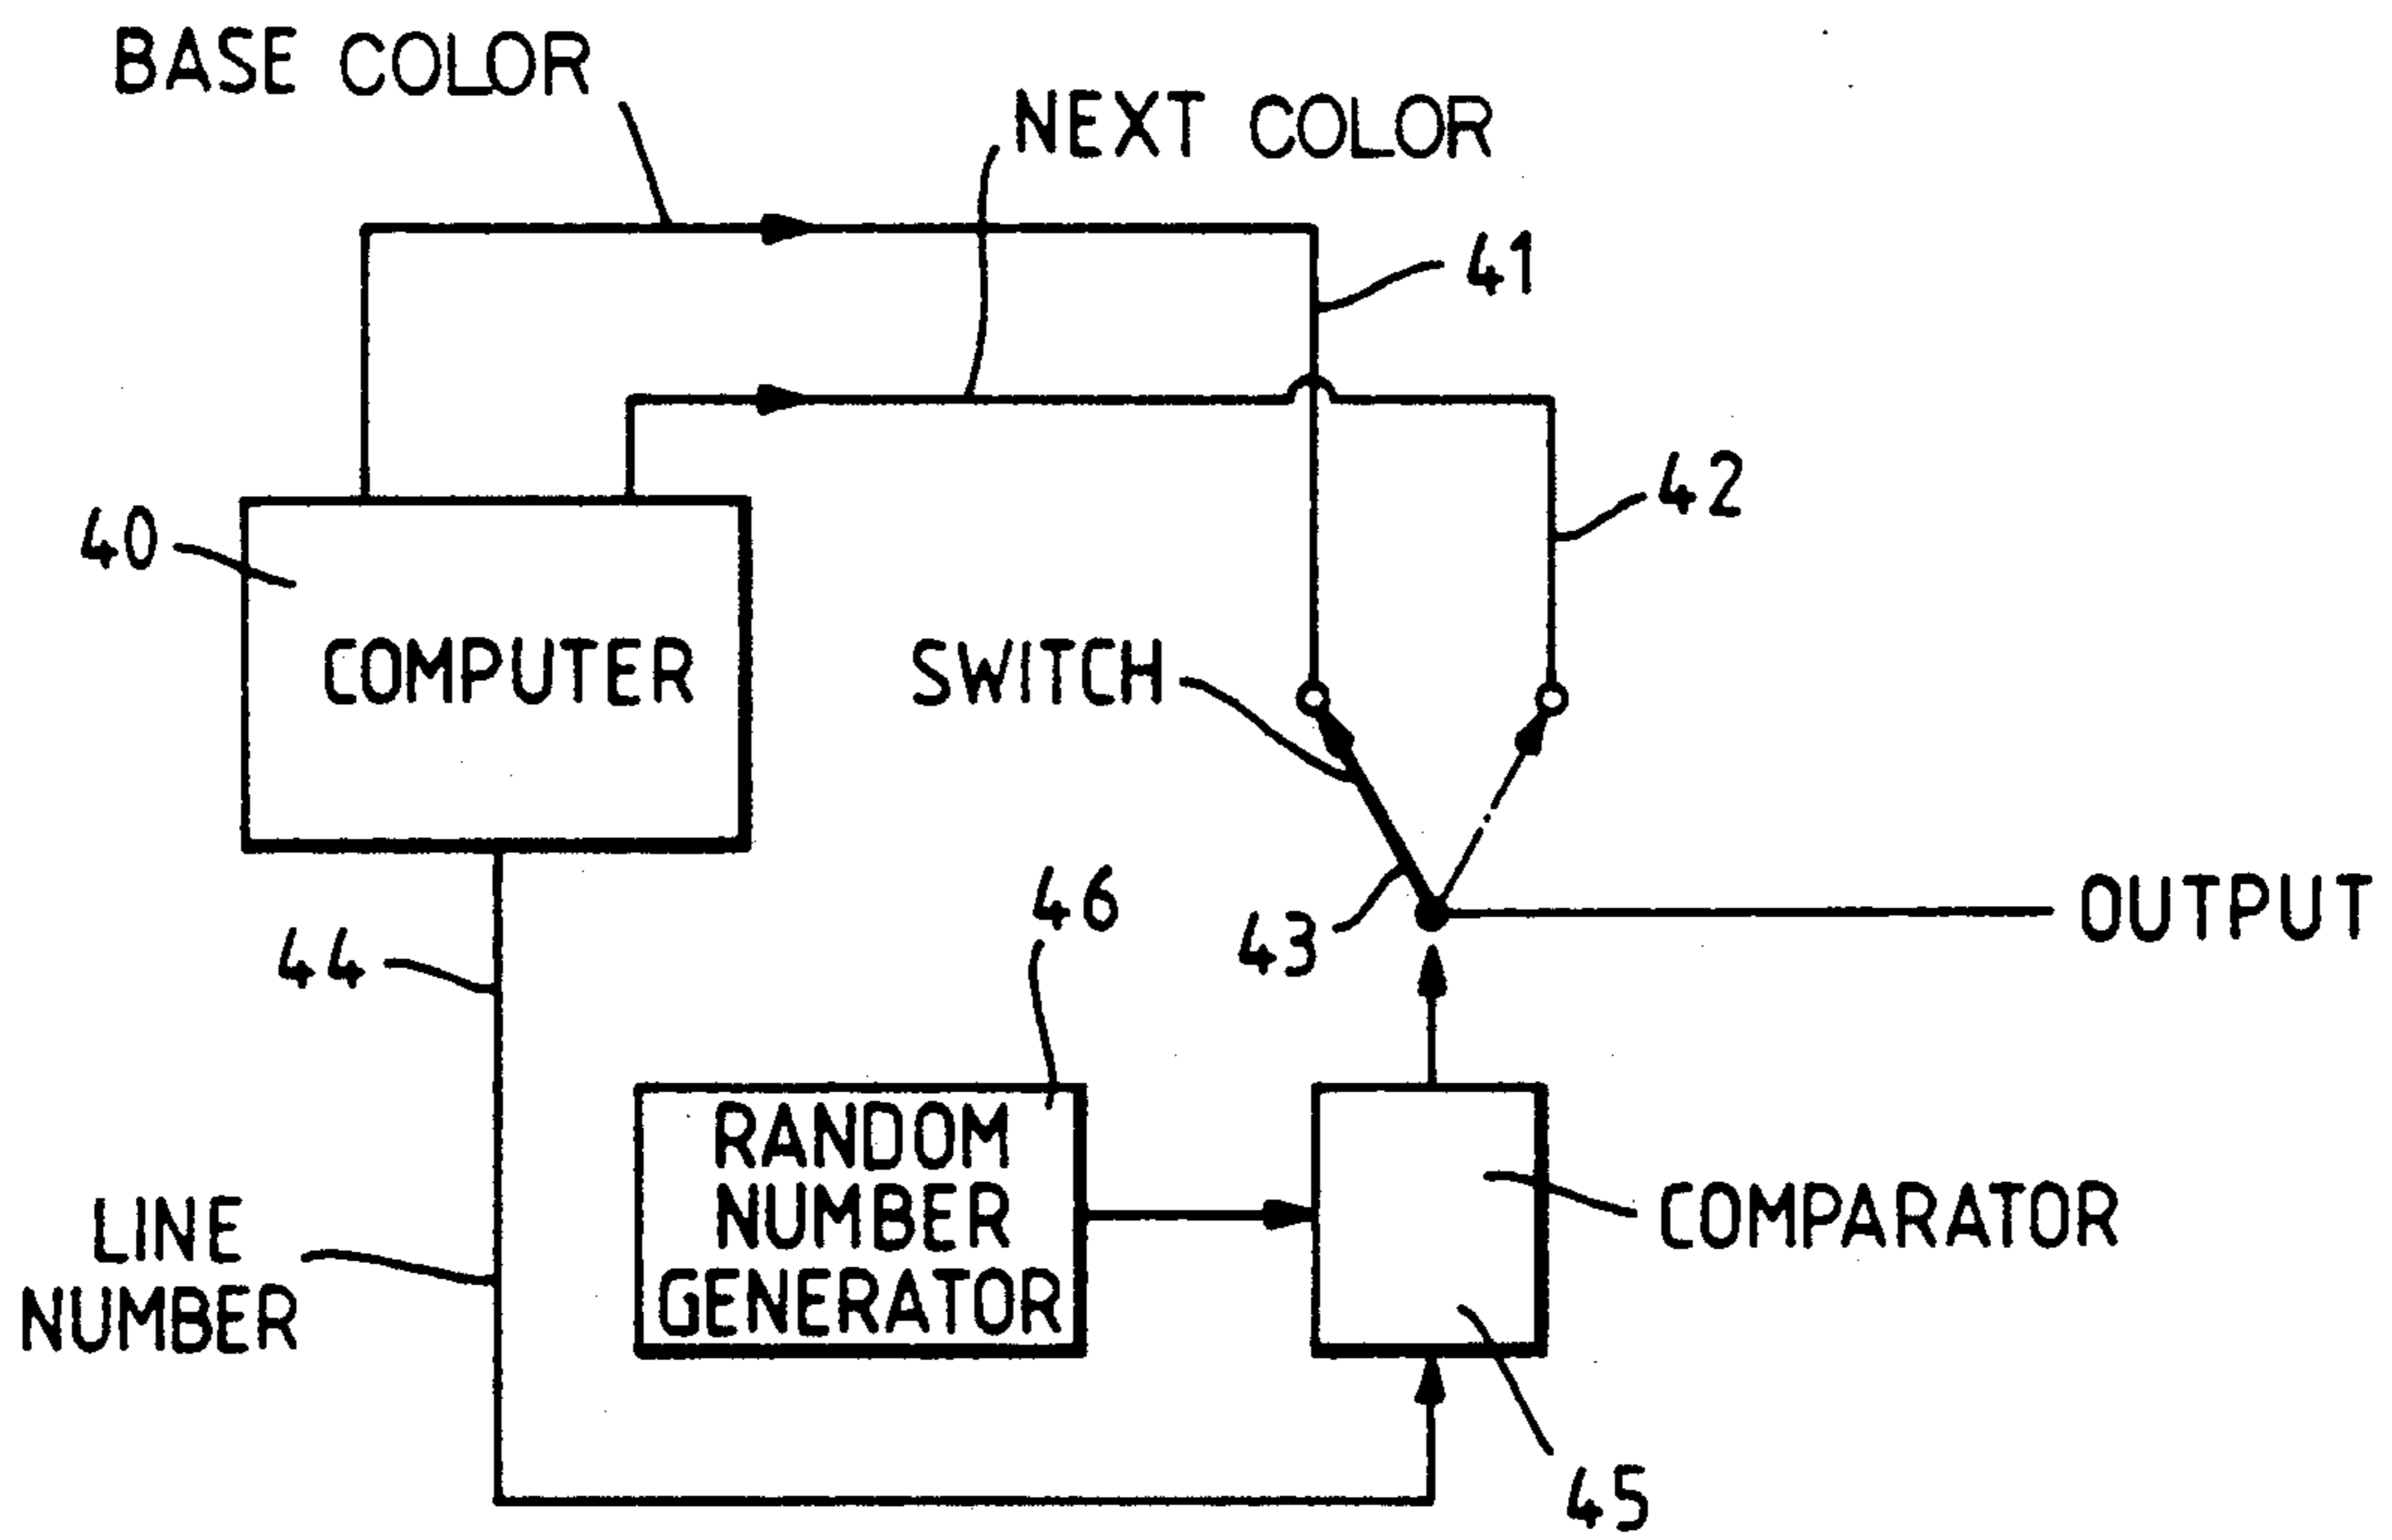 BASE COLOR
NEXT COLOR
41
42
40
COMPUTER
SWITCH
46
43
OUTPUT
44
RANDOM
NUMBER
GENERATOR
LINE
NUMBER
COMPARATOR
45